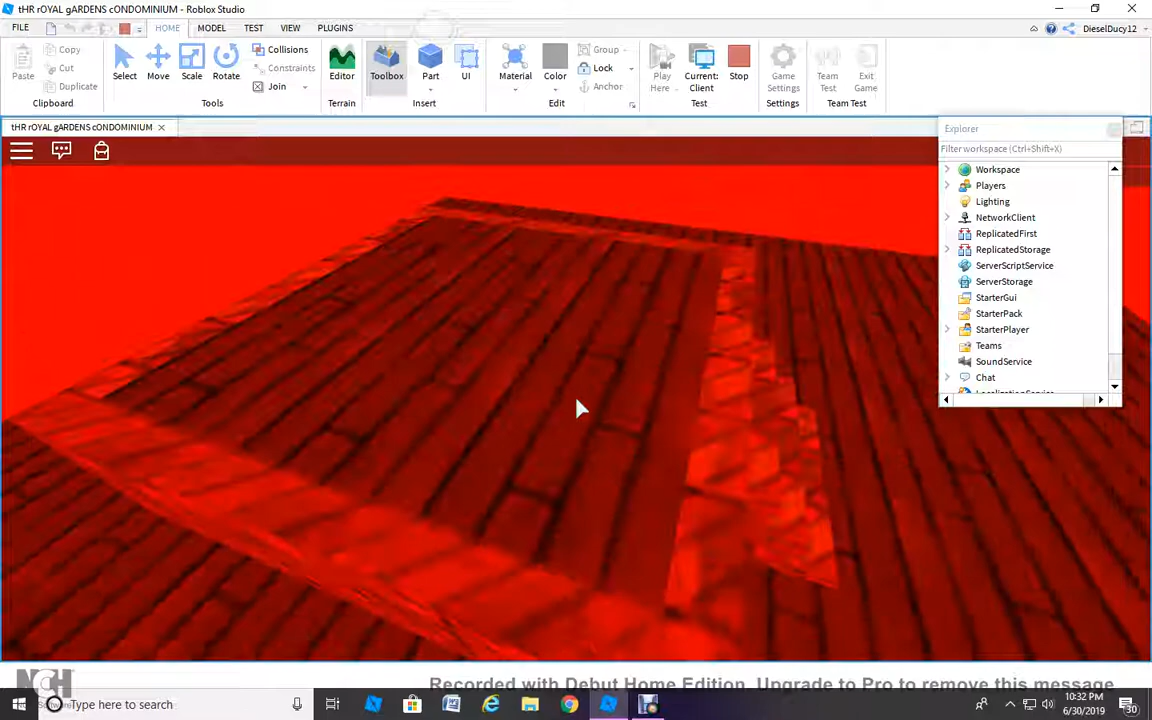 tHR rOYAL gARDENS cONDOMINIUM - Roblox Studio
FILE HOME MODEL TEST VIEW PLUGINS DieselDucy12
Paste Copy Cut Duplicate Select Move Scale Rotate Collisions Constraints Join Editor Toolbox Part UI Material Color Group Lock Anchor Play Here Current: Client Stop Game Settings Team Test Exit Game
Clipboard Tools Terrain Insert Edit Test Settings Team Test
tHR rOYAL gARDENS cONDOMINIUM
Explorer
Filter workspace (Ctrl+Shift+X)
Workspace
Players
Lighting
NetworkClient
ReplicatedFirst
ReplicatedStorage
ServerScriptService
ServerStorage
StarterGui
StarterPack
StarterPlayer
Teams
SoundService
Chat
LocalizationService
NCH Recorded with Debut Home Edition. Upgrade to Pro to remove this message
Type here to search
10:32 PM
6/30/2019
30